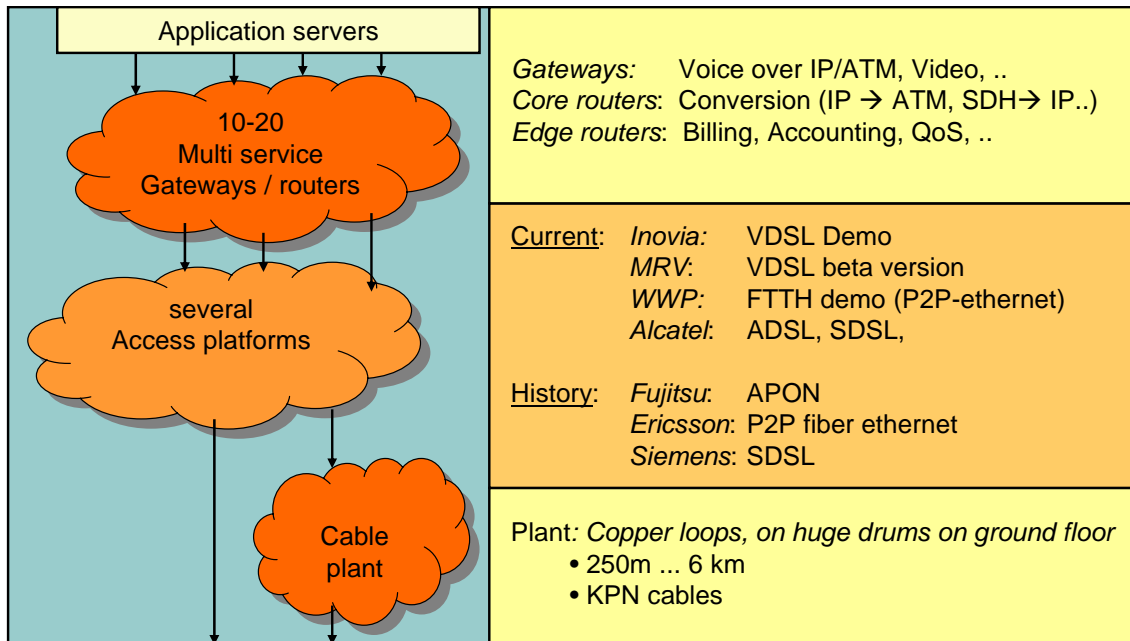 Application servers
10-20
Multi service
Gateways / routers
several
Access platforms
Cable
plant
Gateways: Voice over IP/ATM, Video, ..
Core routers: Conversion (IP → ATM, SDH→ IP..)
Edge routers: Billing, Accounting, QoS, ..
Current: Inovia: VDSL Demo
MRV: VDSL beta version
WWP: FTTH demo (P2P-ethernet)
Alcatel: ADSL, SDSL,
History: Fujitsu: APON
Ericsson: P2P fiber ethernet
Siemens: SDSL
Plant: Copper loops, on huge drums on ground floor
• 250m ... 6 km
• KPN cables